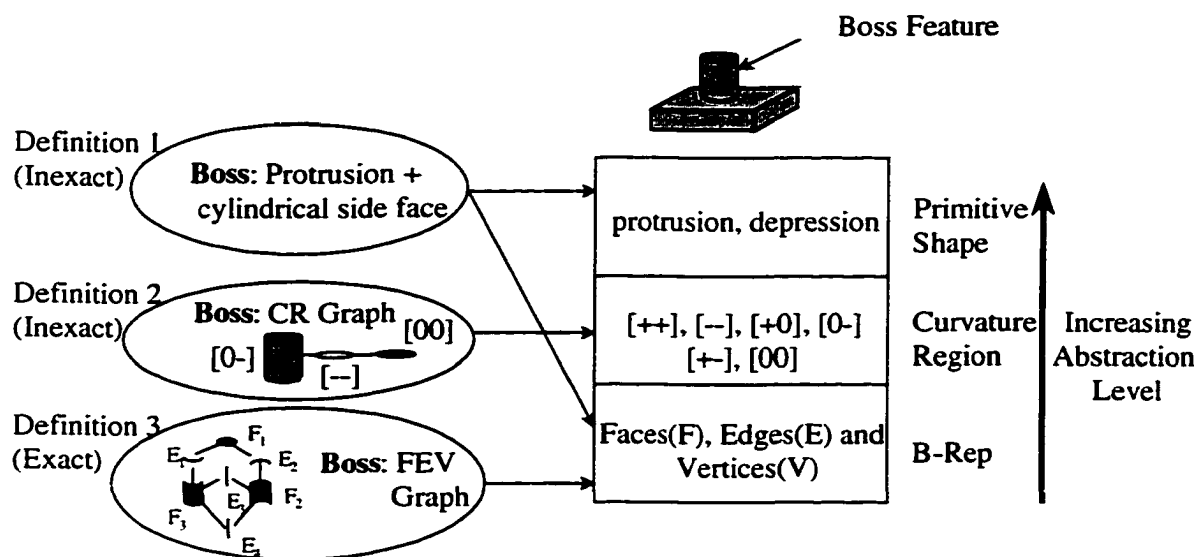 Boss Feature
Definition 1
(Inexact)
Boss: Protrusion +
cylindrical side face
protrusion, depression
Primitive
Shape
Definition 2
(Inexact)
Boss: CR Graph
[00]
[0-]
[--]
[++], [--], [+0], [0-]
[+-], [00]
Curvature
Region
Increasing
Abstraction
Level
Definition 3
(Exact)
F1
E1
E2
Boss: FEV
Graph
F3
E3
F2
E4
Faces(F), Edges(E) and
Vertices(V)
B-Rep